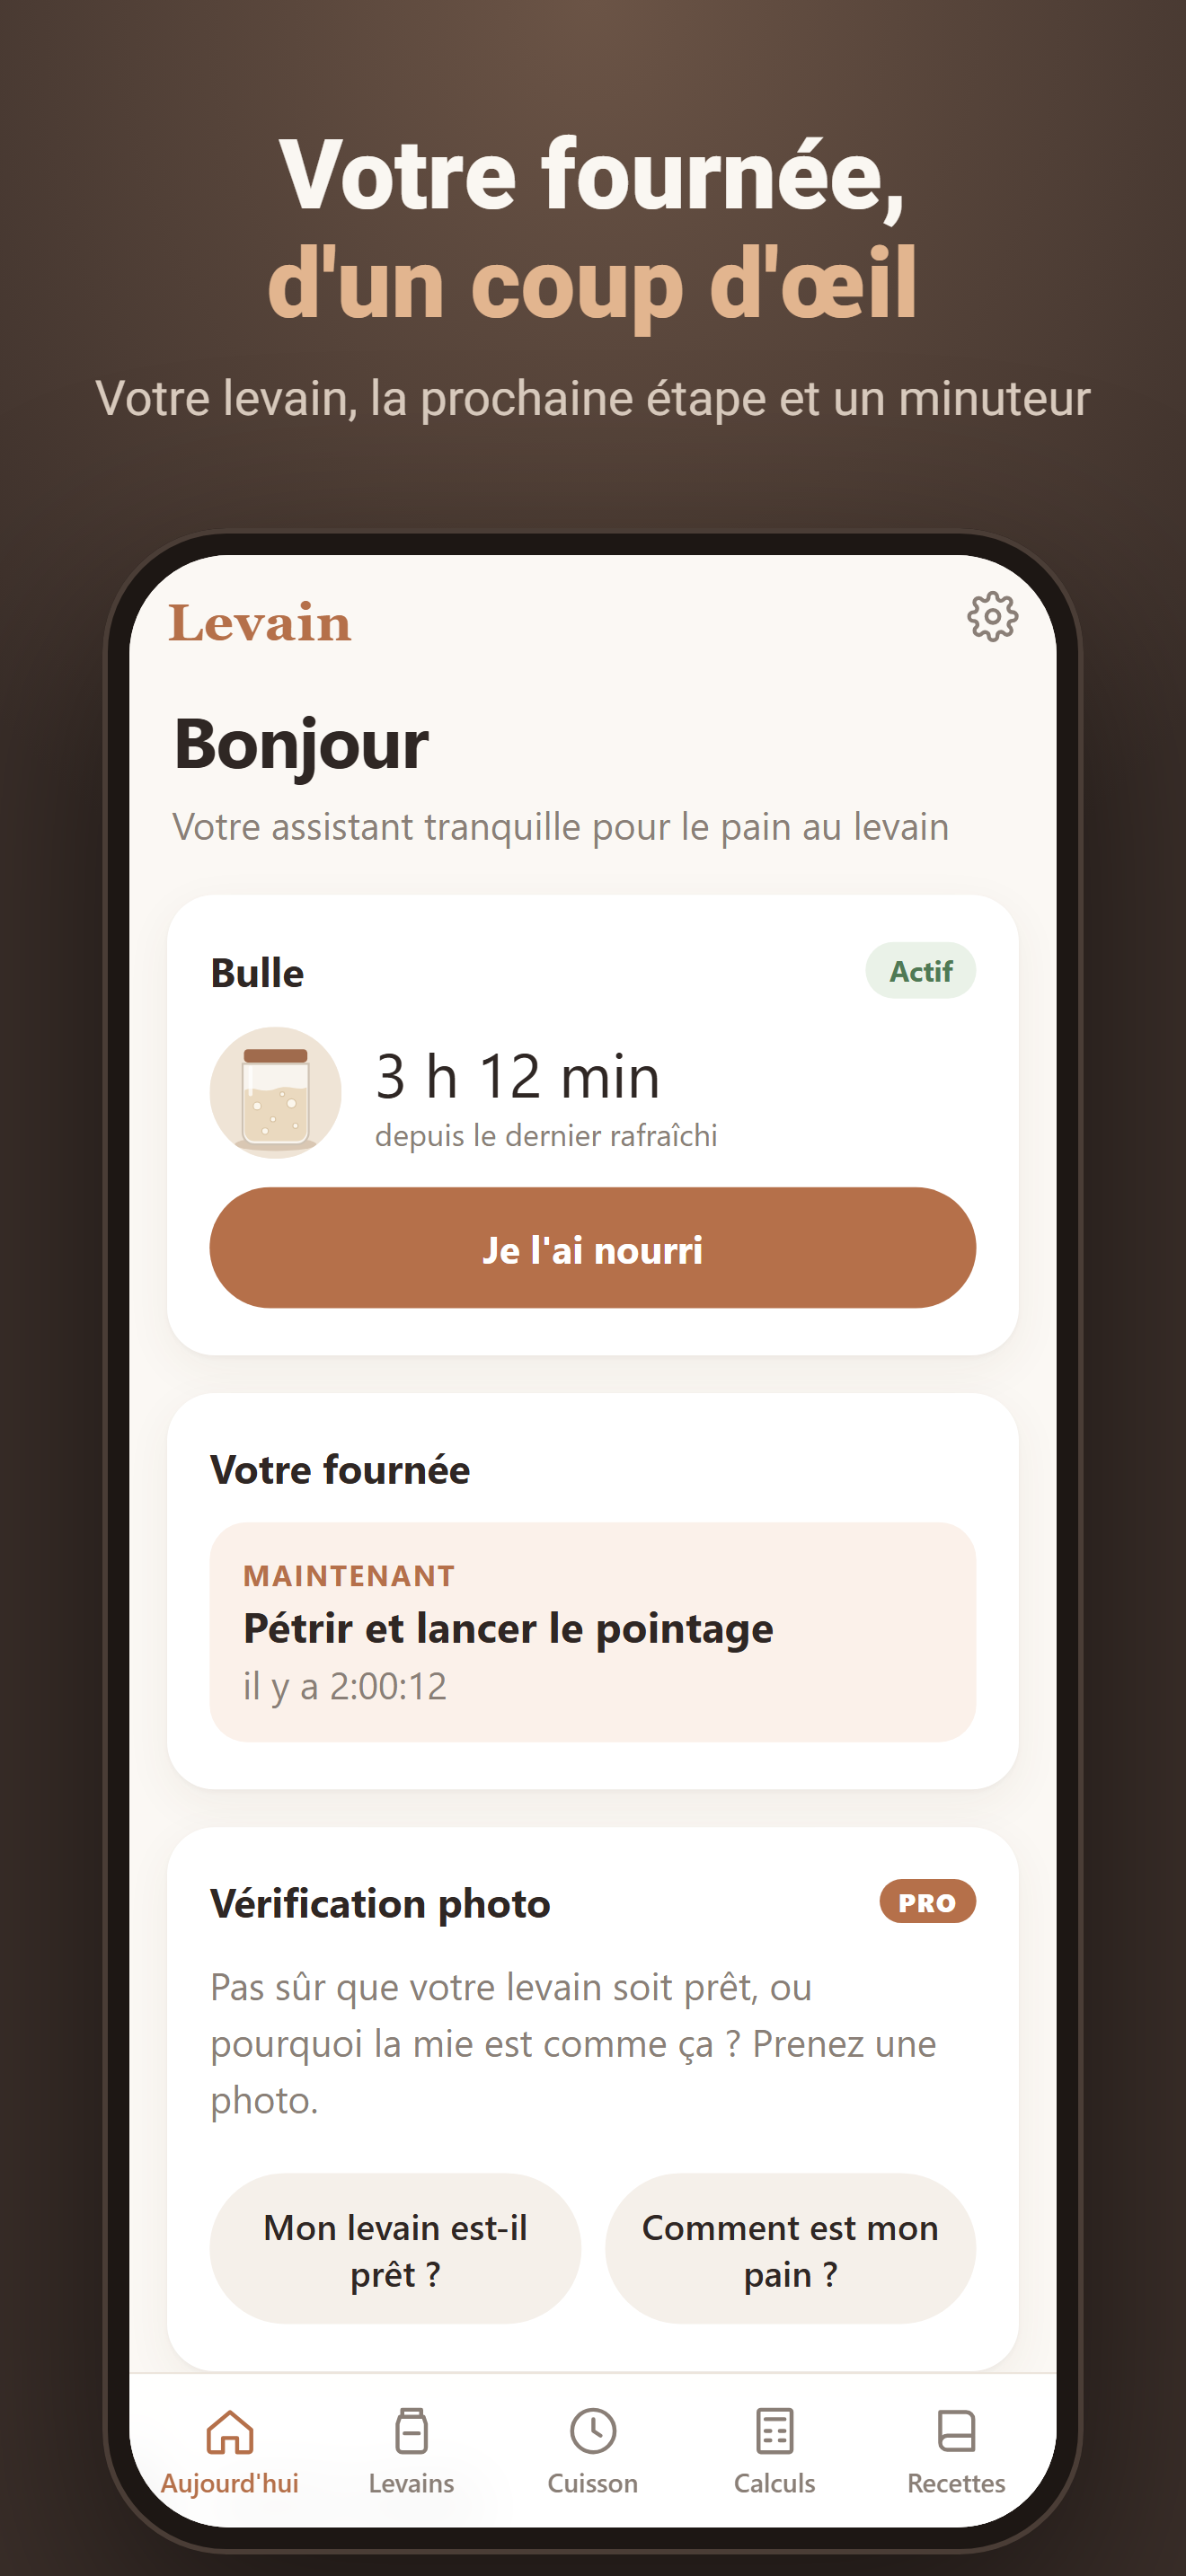 Votre fournée,
d'un coup d'œil
Votre levain, la prochaine étape et un minuteur
Levain
Bonjour
Votre assistant tranquille pour le pain au levain
Bulle
Actif
3 h 12 min
depuis le dernier rafraîchi
Je l'ai nourri
Votre fournée
MAINTENANT
Pétrir et lancer le pointage
il y a 2:00:12
Vérification photo
PRO
Pas sûr que votre levain soit prêt, ou
pourquoi la mie est comme ça ? Prenez une
photo.
Mon levain est-il
prêt ?
Comment est mon
pain ?
Aujourd'hui
Levains
Cuisson
Calculs
Recettes